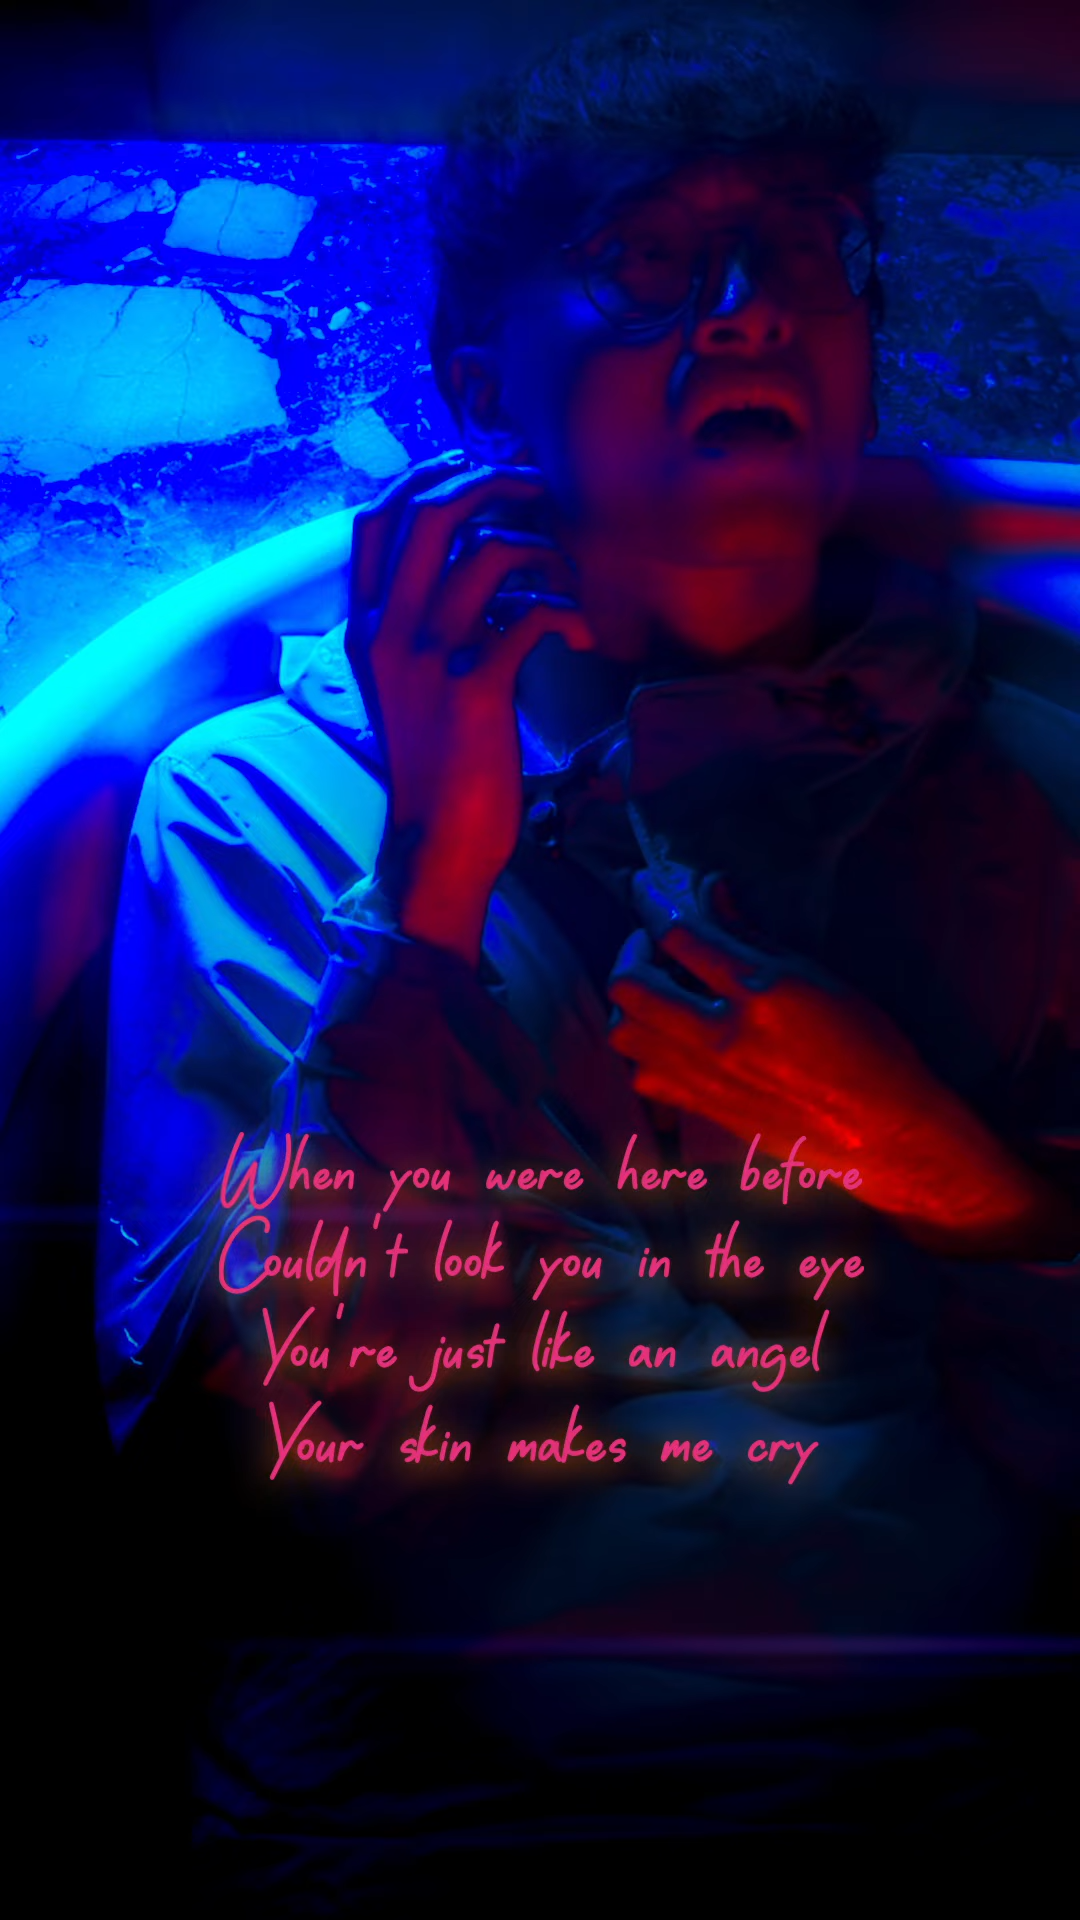 When you were here before
Couldn't look you in the eye
You're just like an angel
Your skin makes me cry